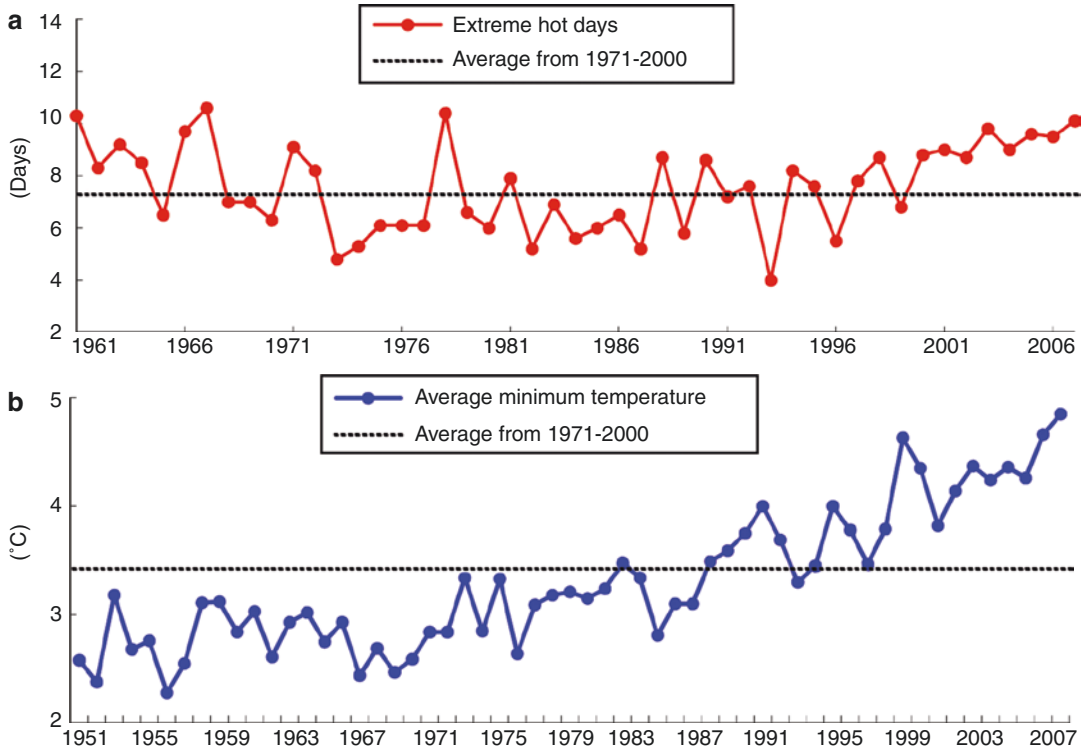 a
14
12
10
8
6
4
2
(Days)
Extreme hot days
Average from 1971-2000
1961 1966 1971 1976 1981 1986 1991 1996 2001 2006
b
5
4
3
2
(˚C)
Average minimum temperature
Average from 1971-2000
1951 1955 1959 1963 1967 1971 1975 1979 1983 1987 1991 1995 1999 2003 2007